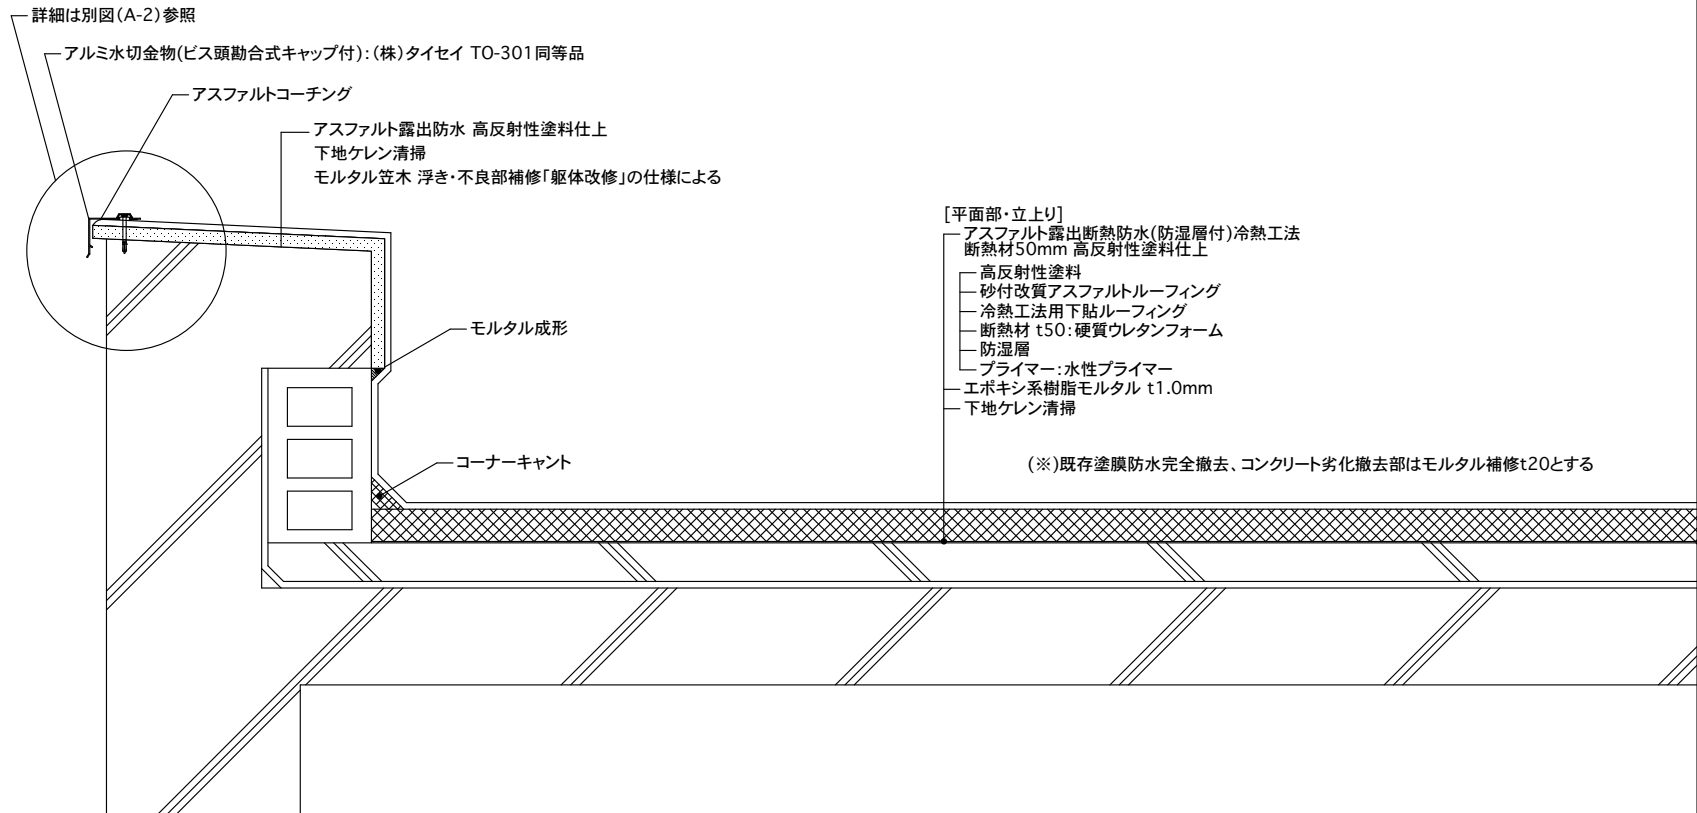 詳細は別図(A-2)参照
アルミ水切金物(ビス頭勘合式キャップ付):(株)タイセイ TO-301同等品
アスファルトコーチング
アスファルト露出防水 高反射性塗料仕上
下地ケレン清掃
モルタル笠木 浮き・不良部補修「躯体改修」の仕様による
[平面部・立上り]
アスファルト露出断熱防水(防湿層付)冷熱工法
断熱材50mm 高反射性塗料仕上
高反射性塗料
砂付改質アスファルトルーフィング
冷熱工法用下貼ルーフィング
断熱材 t50:硬質ウレタンフォーム
防湿層
プライマー:水性プライマー
エポキシ系樹脂モルタル t1.0mm
下地ケレン清掃
モルタル成形
コーナーキャント
(※)既存塗膜防水完全撤去、コンクリート劣化撤去部はモルタル補修t20とする